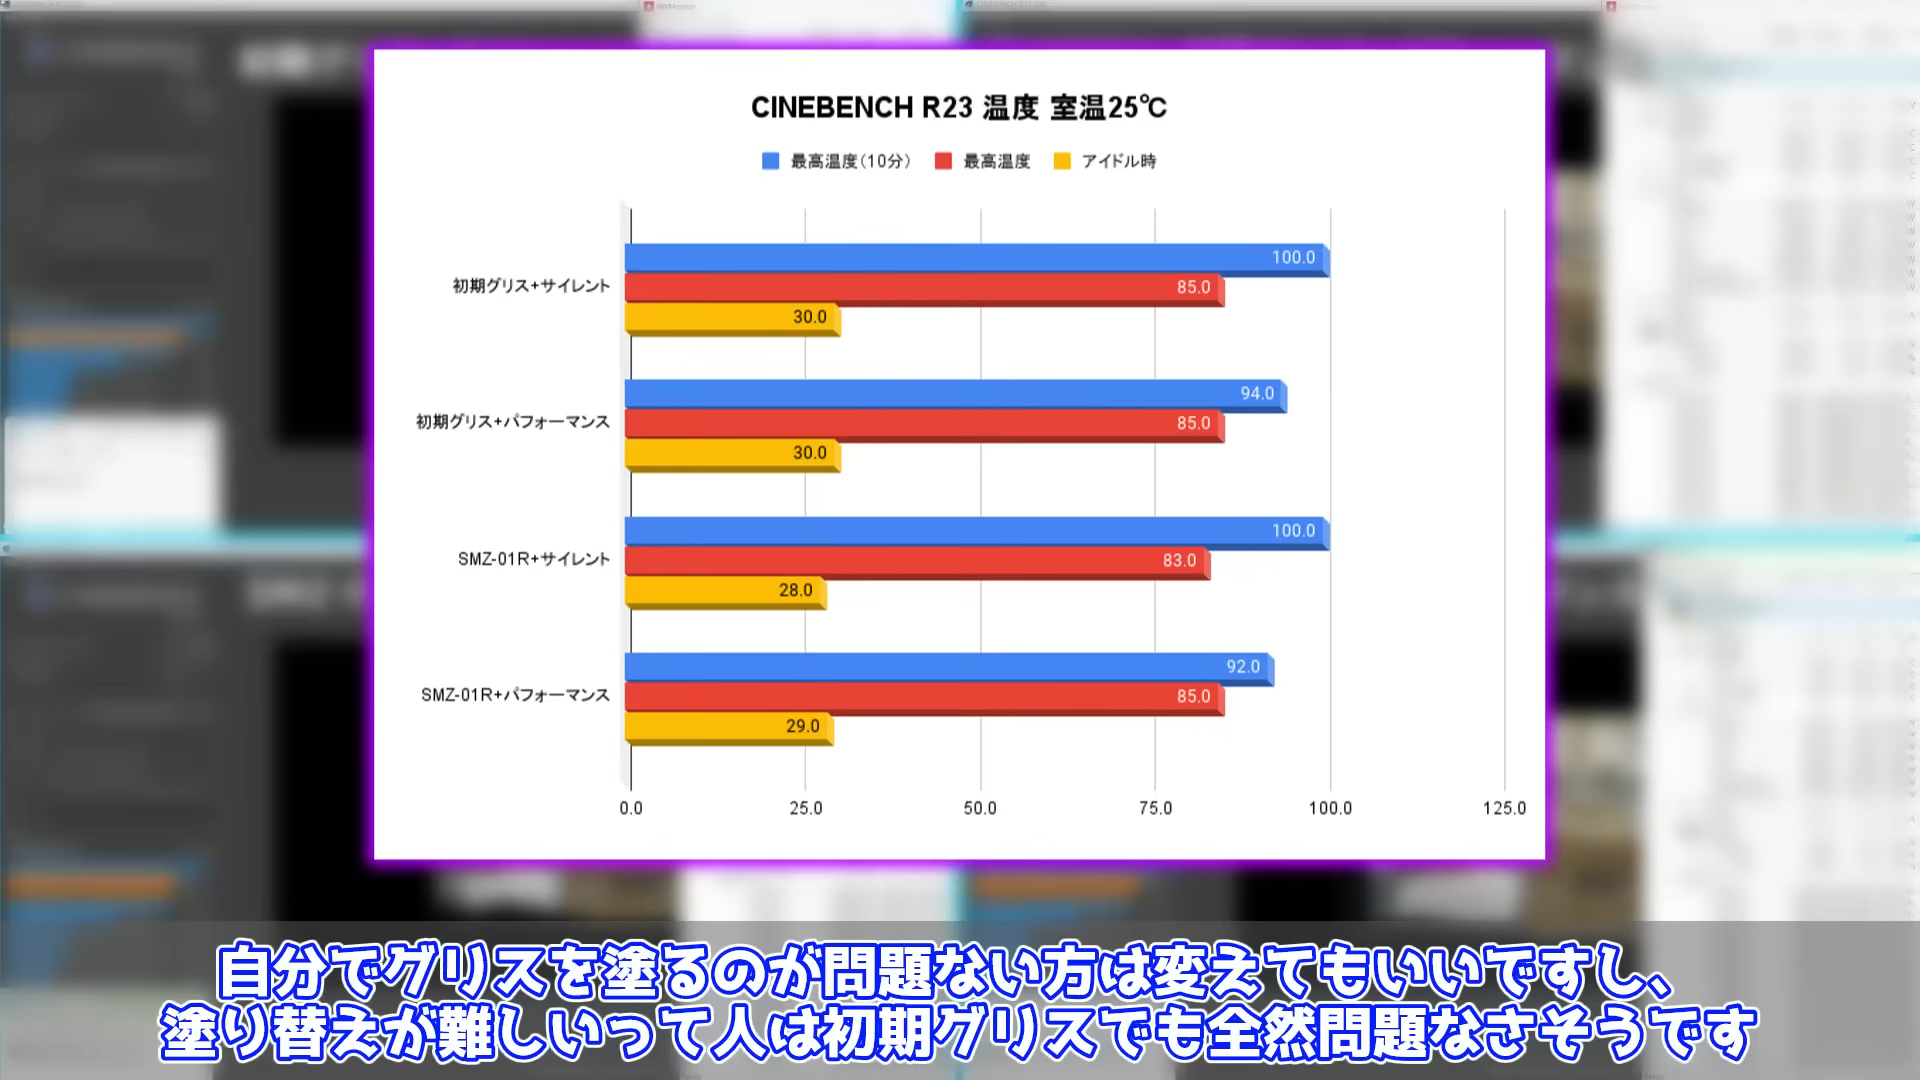 CINEBENCH R23 温度 室温25℃
最高温度(10分) 最高温度 アイドル時
初期グリス+サイレント
100.0
85.0
30.0
初期グリス+パフォーマンス
94.0
85.0
30.0
SMZ-01R+サイレント
100.0
83.0
28.0
SMZ-01R+パフォーマンス
92.0
85.0
29.0
0.0 25.0 50.0 75.0 100.0 125.0
自分でグリスを塗るのが問題ない方は変えてもいいですし、
塗り替えが難しいって人は初期グリスでも全然問題なさそうです